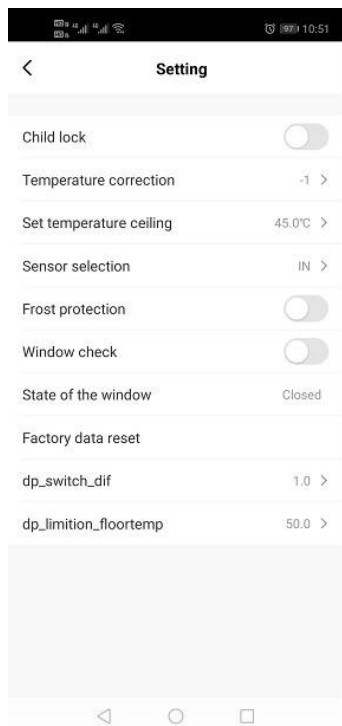 97 10:51
Setting
Child lock
Temperature correction -1
Set temperature ceiling 45.0℃
Sensor selection IN
Frost protection
Window check
State of the window Closed
Factory data reset
dp_switch_dif 1.0
dp_limition_floortemp 50.0